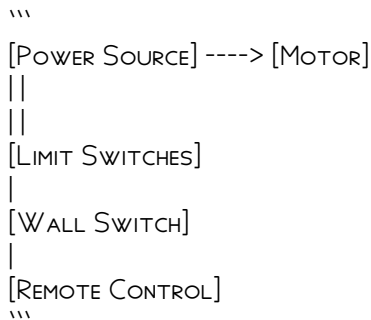 ```
[Power Source] ----> [Motor]
||
||
[Limit Switches]
|
[Wall Switch]
|
[Remote Control]
```